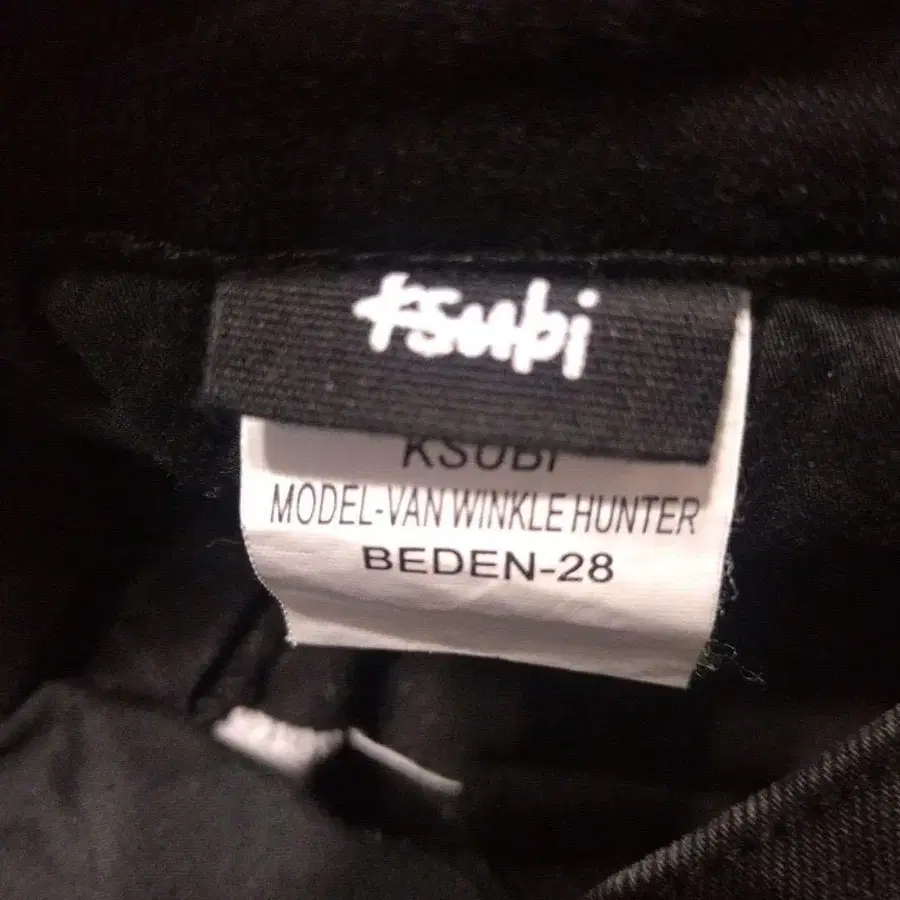 ksubi
KSUBI
MODEL-VAN WINKLE HUNTER
BEDEN-28